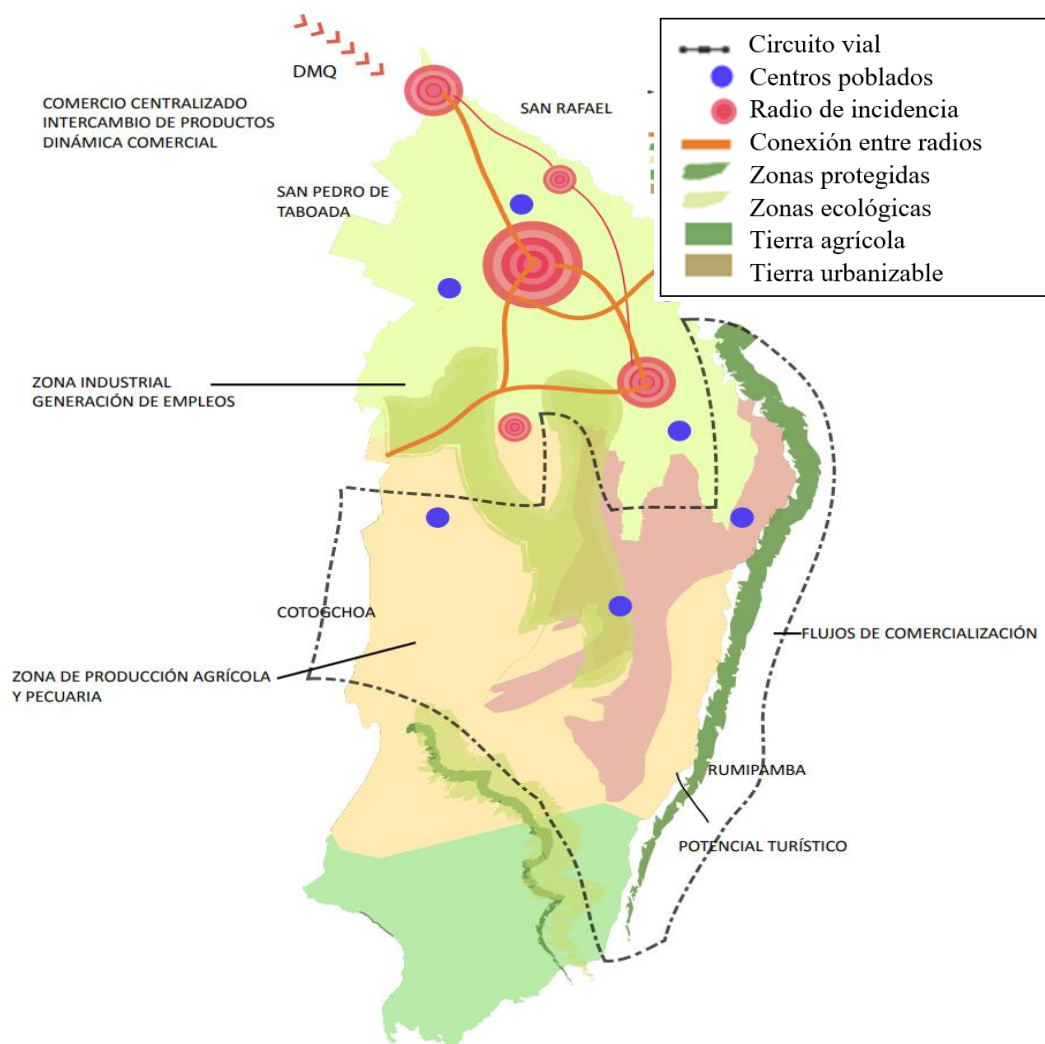 DMQ
COMERCIO CENTRALIZADO
INTERCAMBIO DE PRODUCTOS
DINÁMICA COMERCIAL
SAN RAFAEL
SAN PEDRO DE
TABOADA
Circuito vial
Centros poblados
Radio de incidencia
Conexión entre radios
Zonas protegidas
Zonas ecológicas
Tierra agrícola
Tierra urbanizable
ZONA INDUSTRIAL
GENERACIÓN DE EMPLEOS
COTOGCHOA
FLUJOS DE COMERCIALIZACIÓN
ZONA DE PRODUCCIÓN AGRÍCOLA
Y PECUARIA
RUMIPAMBA
POTENCIAL TURÍSTICO